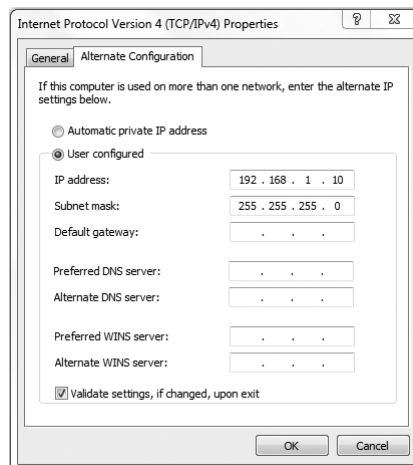 Internet Protocol Version 4 (TCP/IPv4) Properties
General Alternate Configuration
If this computer is used on more than one network, enter the alternate IP
settings below.
Automatic private IP address
User configured
IP address: 192 . 168 . 1 . 10
Subnet mask: 255 . 255 . 255 . 0
Default gateway: . . .
Preferred DNS server: . . .
Alternate DNS server: . . .
Preferred WINS server: . . .
Alternate WINS server: . . .
Validate settings, if changed, upon exit
OK Cancel